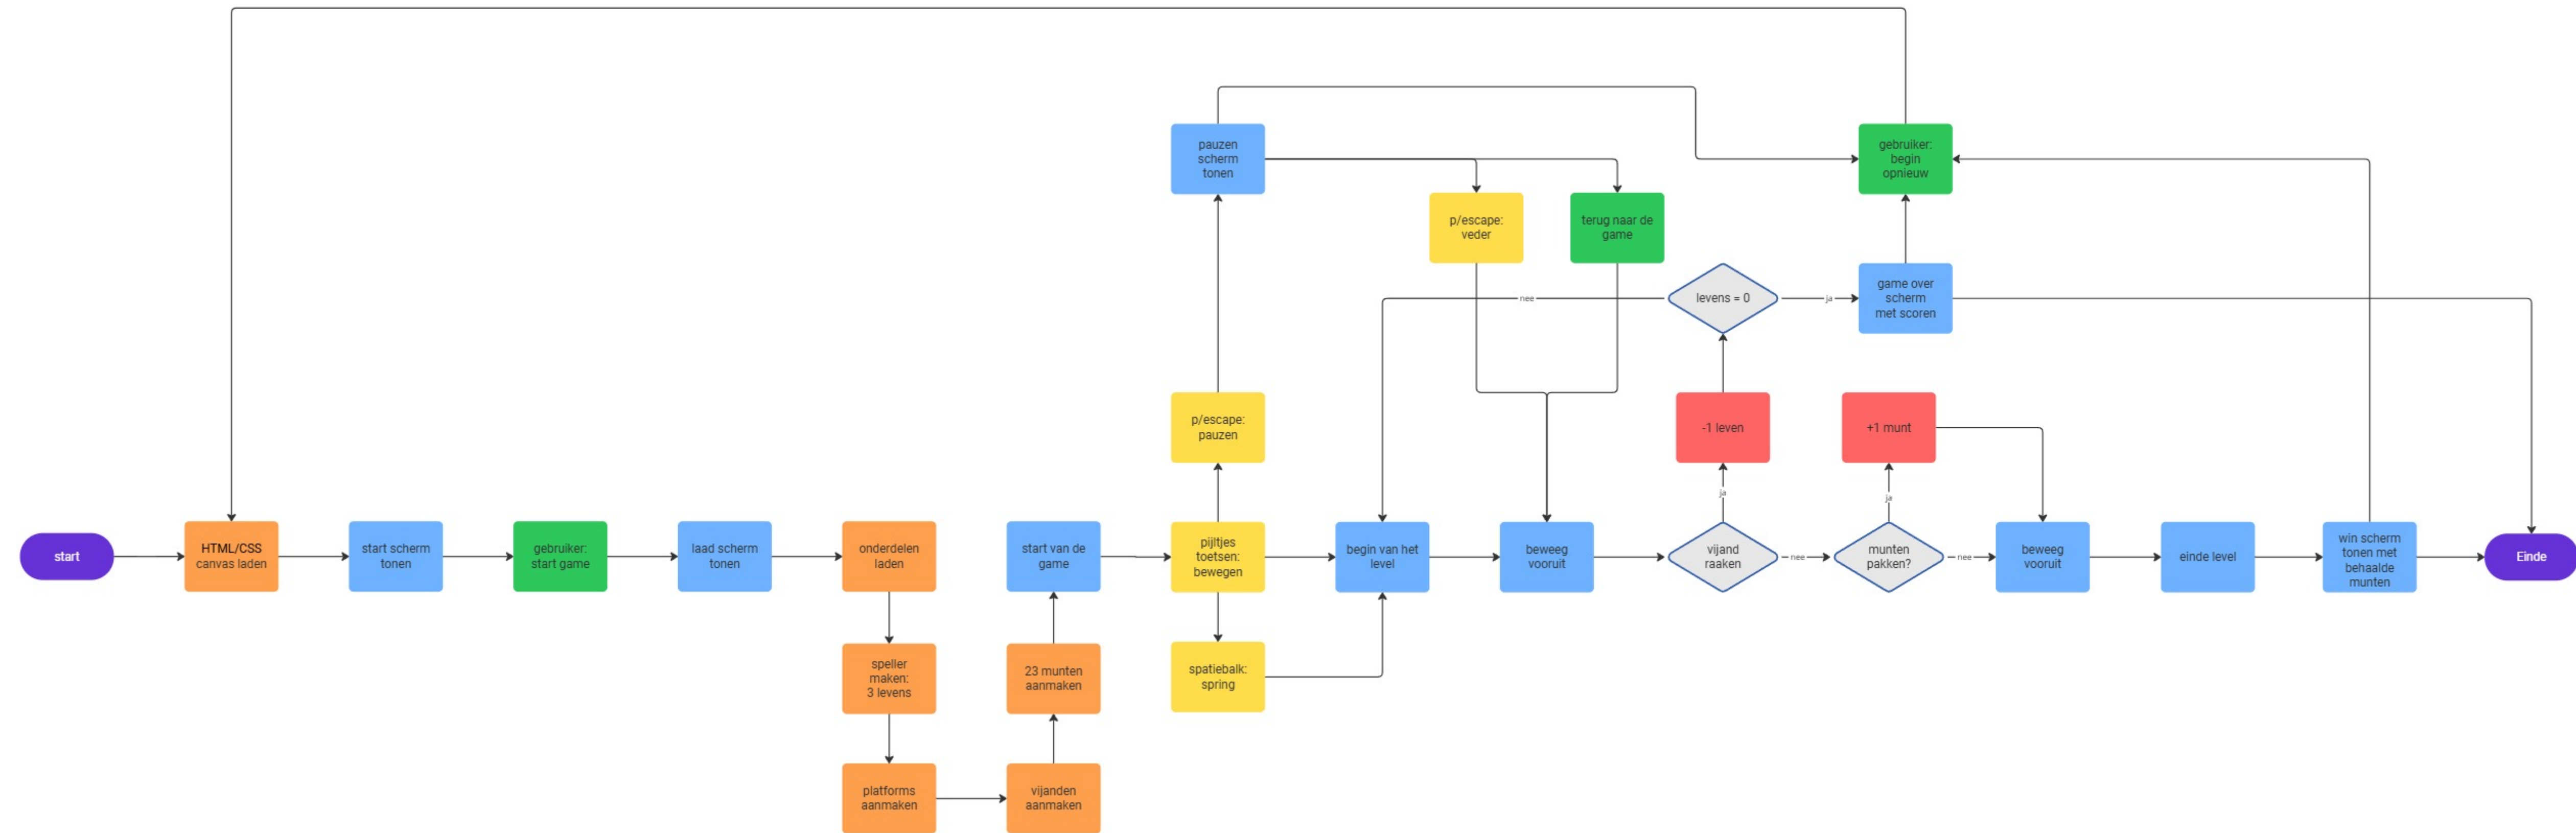 pauzen
scherm
tonen
gebruiker:
begin
opnieuw
p/escape:
veder
terug naar de
game
nee
levens = 0
ja
game over
scherm
met scoren
p/escape:
pauzen
-1 leven
+1 munt
ja
ja
start
HTML/CSS
canvas laden
start scherm
tonen
gebruiker:
start game
laad scherm
tonen
onderdelen
laden
start van de
game
pijltjes
toetsen:
bewegen
begin van het
level
beweeg
vooruit
vijand
raaken
nee
munten
pakken?
nee
beweeg
vooruit
einde level
win scherm
tonen met
behaalde
munten
Einde
speller
maken:
3 levens
23 munten
aanmaken
spatiebalk:
spring
platforms
aanmaken
vijanden
aanmaken